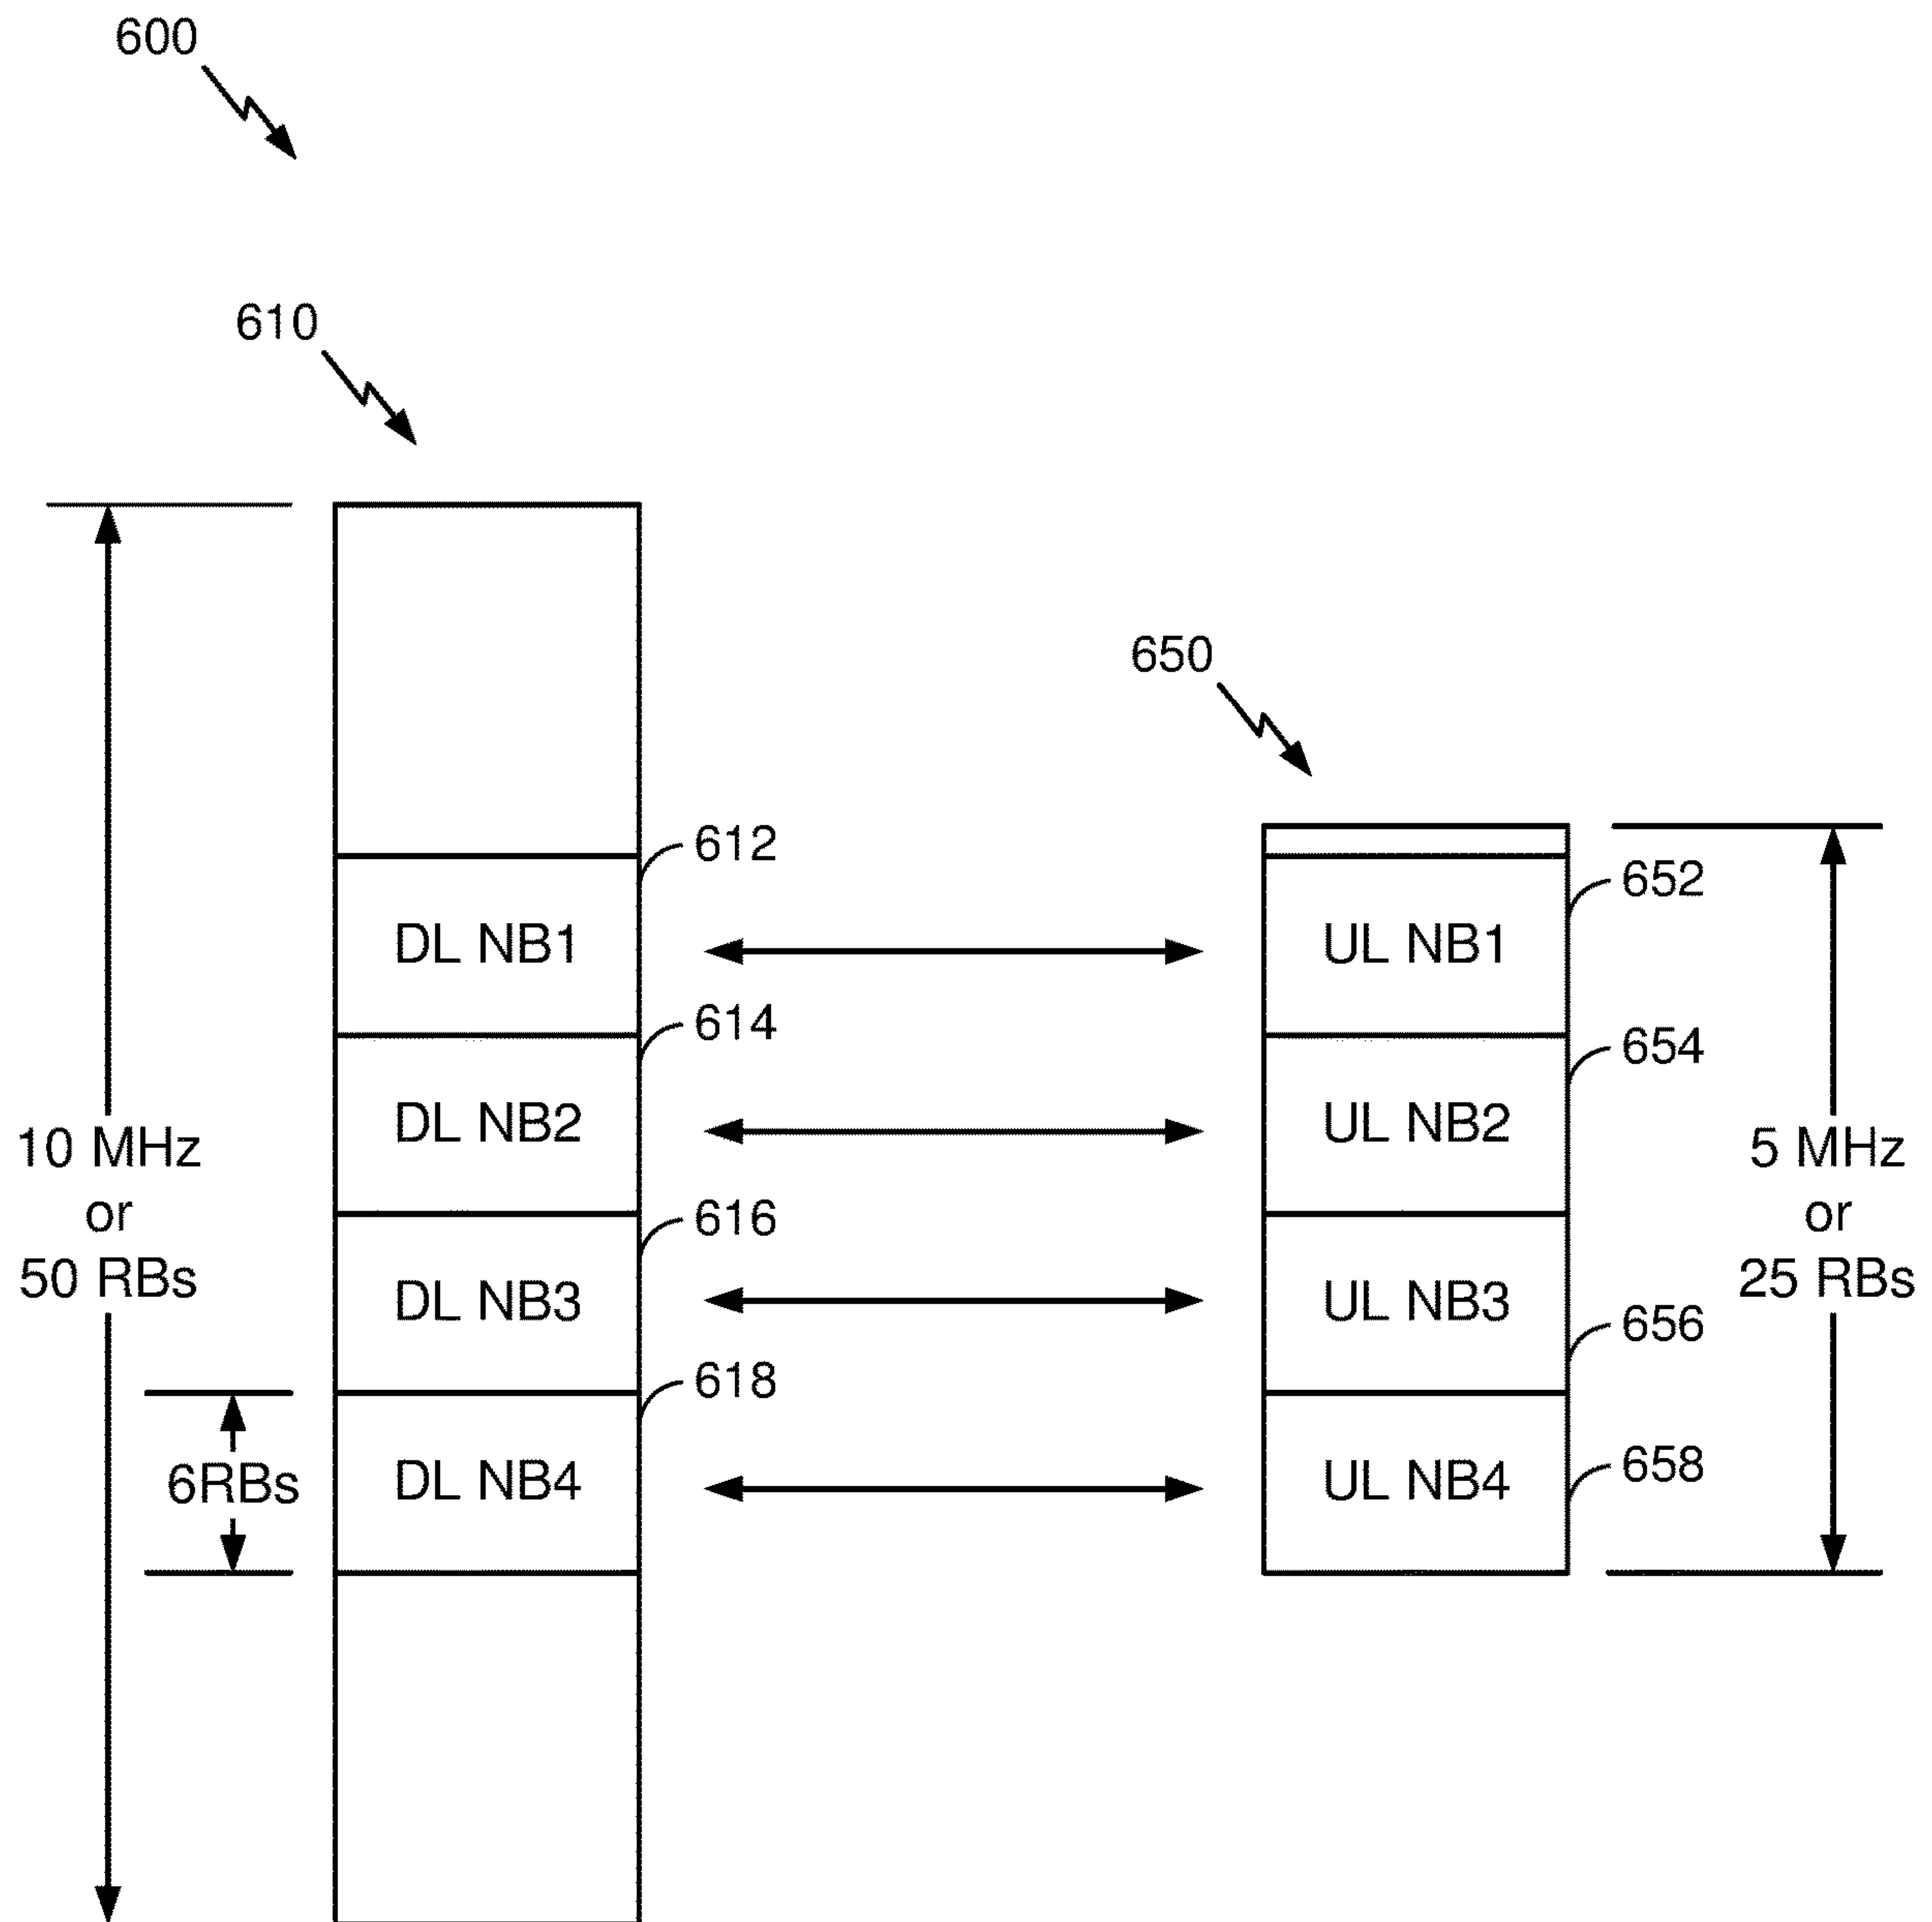 600
610
650
612
652
DL NB1
UL NB1
614
654
DL NB2
UL NB2
10 MHz
or
50 RBs
5 MHz
or
25 RBs
616
DL NB3
UL NB3
656
618
6RBs
DL NB4
UL NB4
658